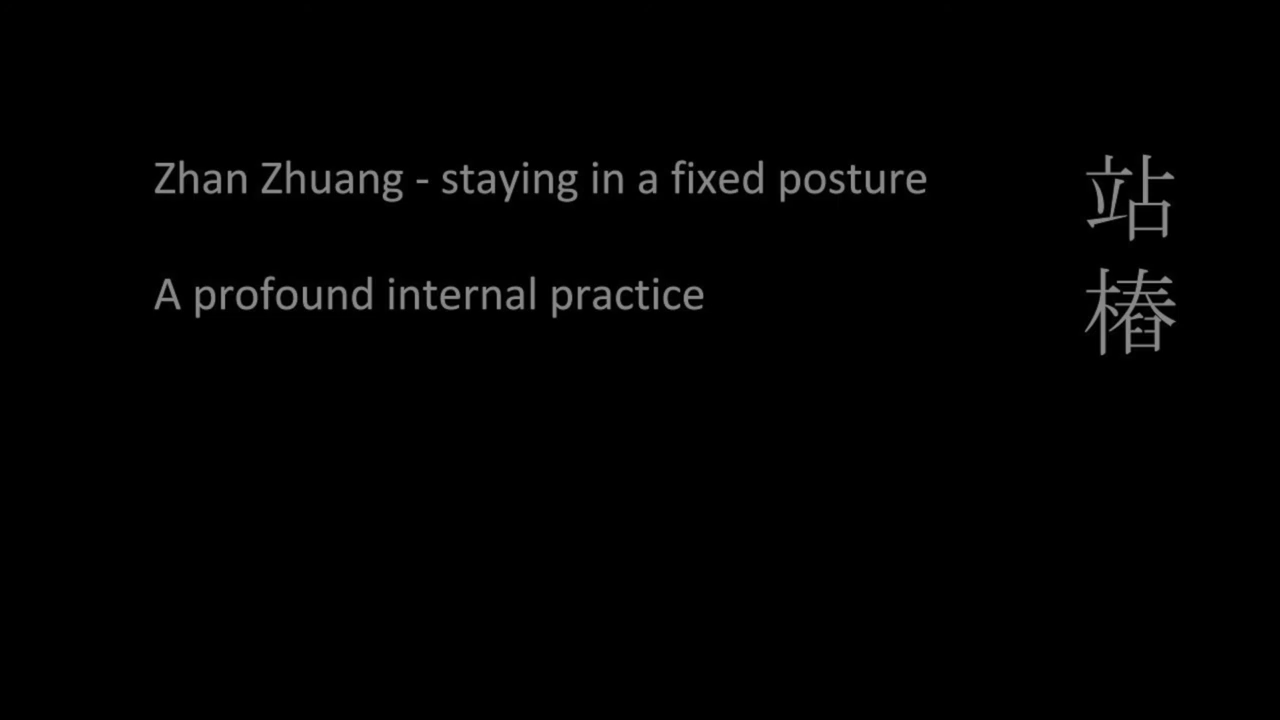 Zhan Zhuang - staying in a fixed posture
A profound internal practice
站樁